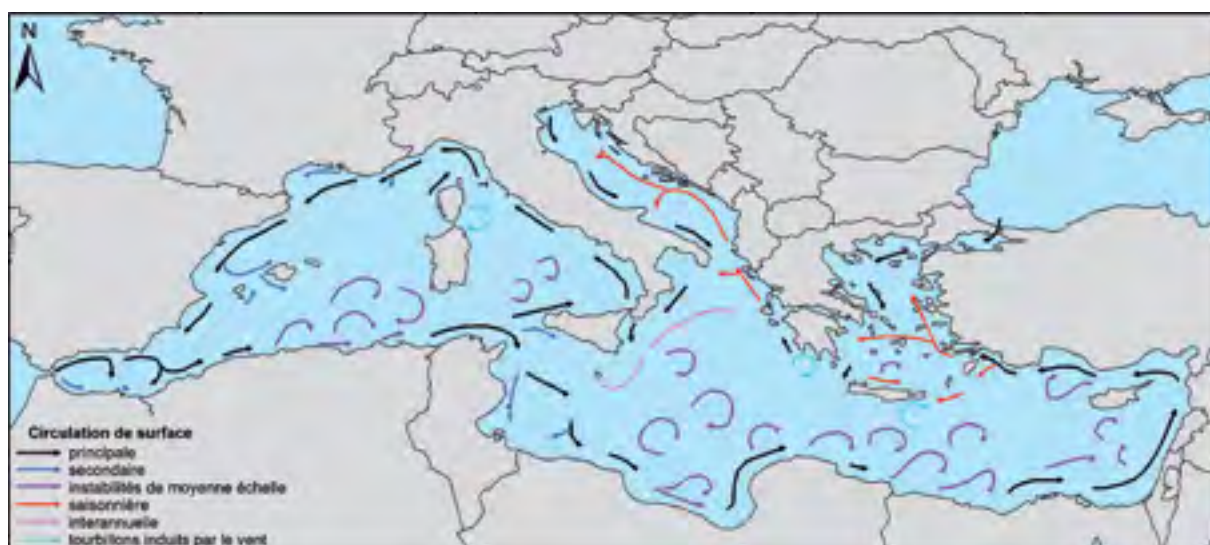 N
Circulation de surface
principale
secondaire
instabilités de moyenne échelle
saisonnière
interannuelle
tourbillons induits par le vent